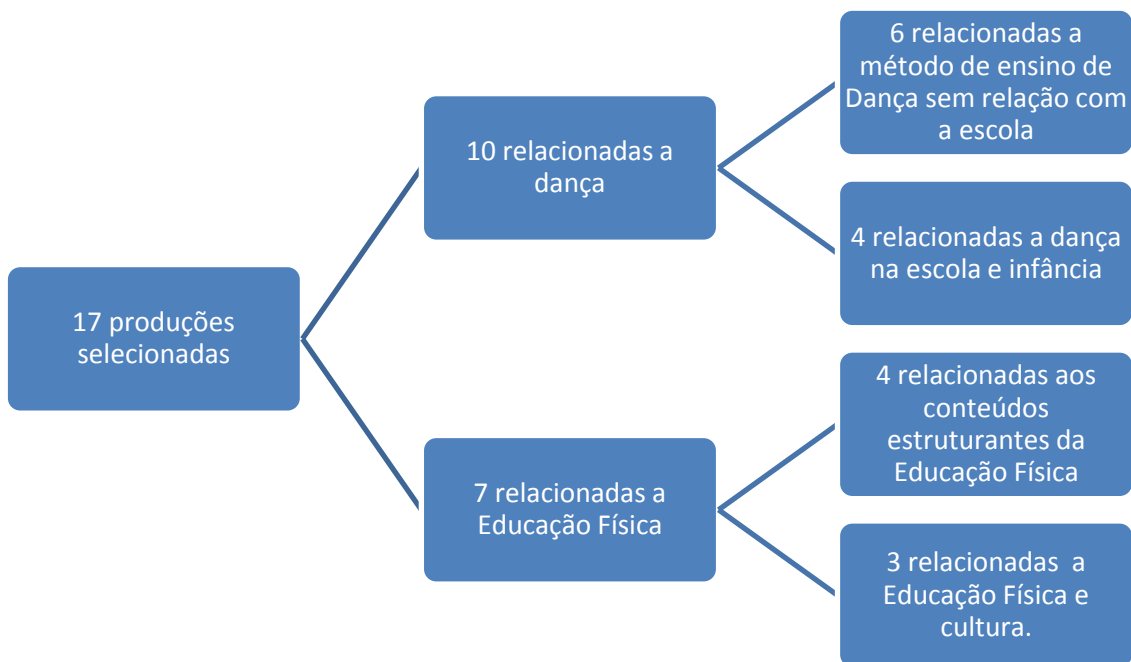 17 produções
selecionadas
10 relacionadas a
dança
6 relacionadas a
método de ensino de
Dança sem relação com
a escola
4 relacionadas a dança
na escola e infância
7 relacionadas a
Educação Física
4 relacionadas aos
conteúdos
estruturantes da
Educação Física
3 relacionadas  a
Educação Física e
cultura.